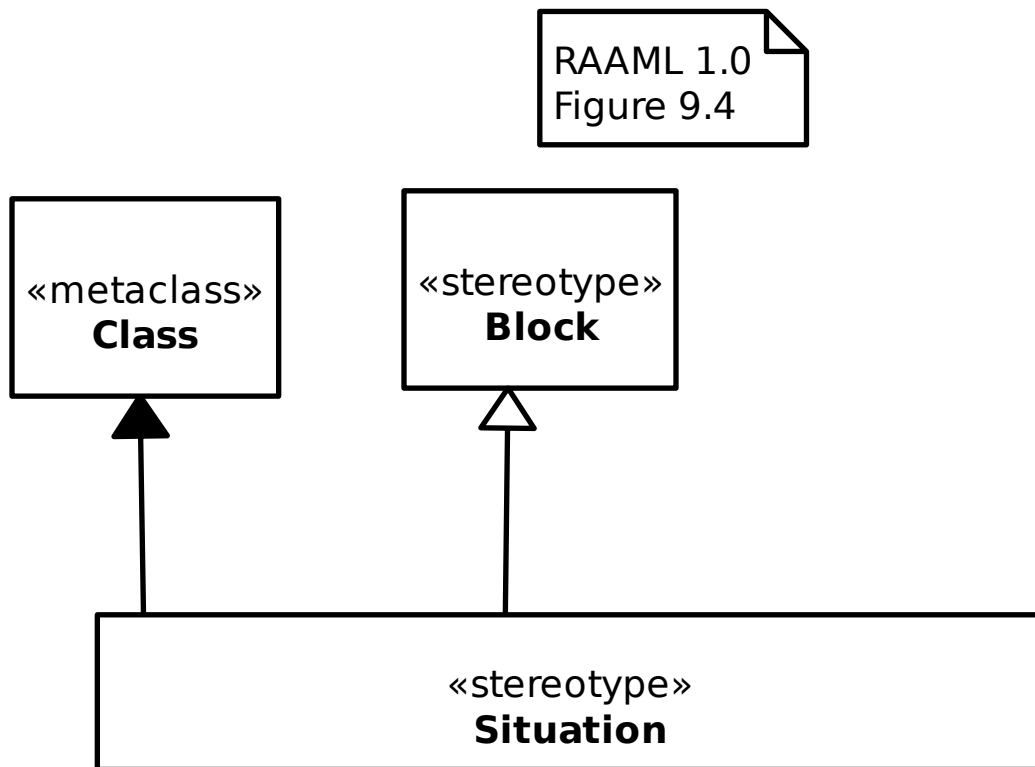 RAAML 1.0
Figure 9.4
«metaclass»
Class
«stereotype»
Block
«stereotype»
Situation